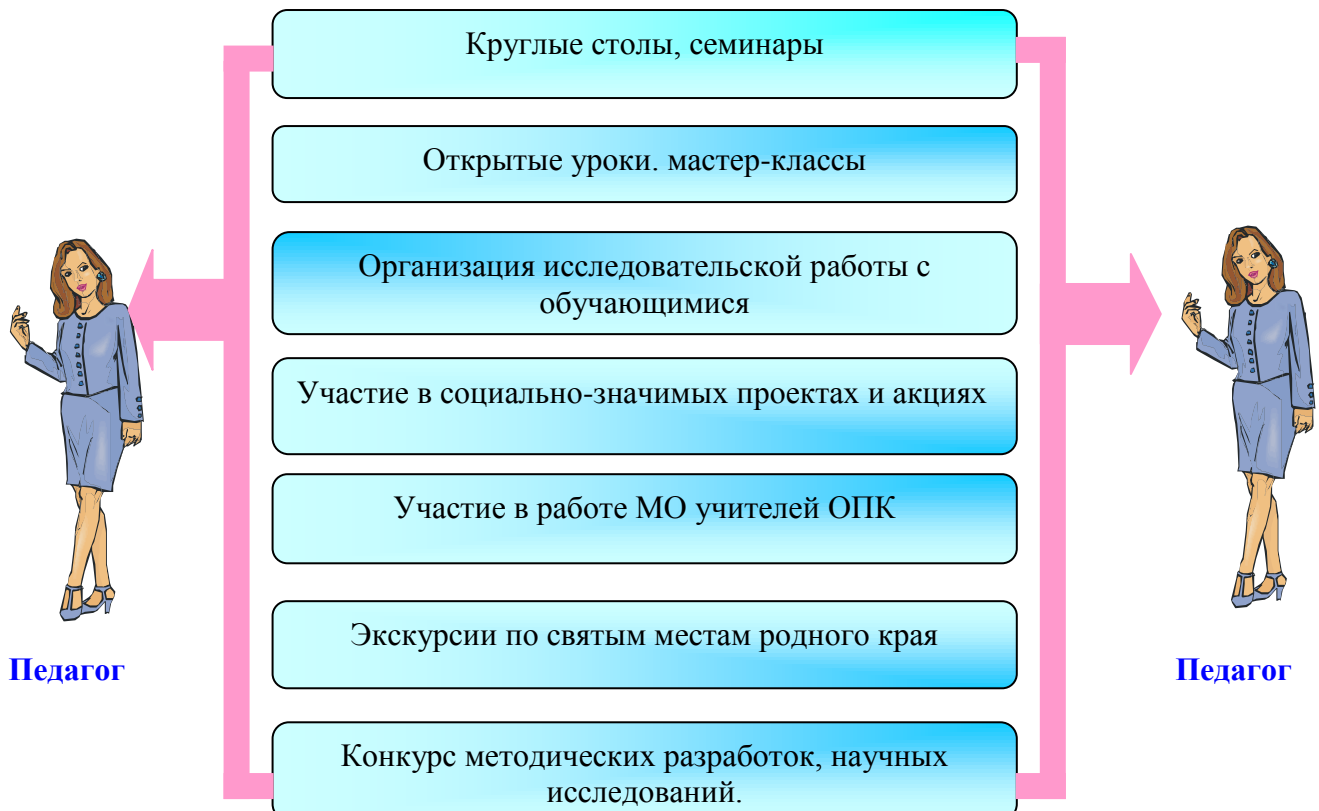 Круглые столы, семинары
Открытые уроки. мастер-классы
Организация исследовательской работы с
обучающимися
Участие в социально-значимых проектах и акциях
Участие в работе МО учителей ОПК
Экскурсии по святым местам родного края
Педагог
Педагог
Конкурс методических разработок, научных
исследований.